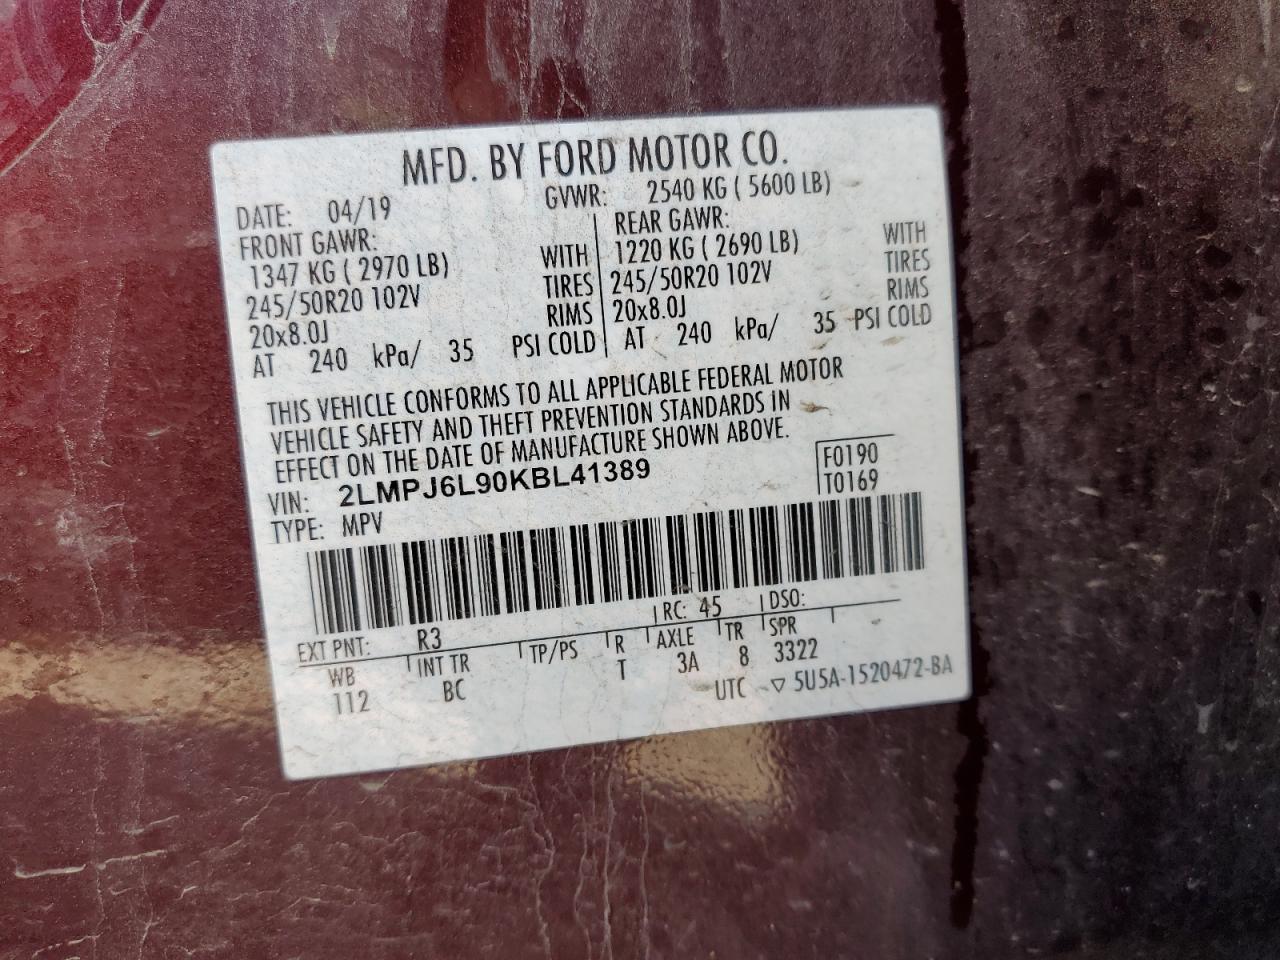 MFD. BY FORD MOTOR CO.
DATE: 04/19 GVWR: 2540 KG ( 5600 LB)
FRONT GAWR: REAR GAWR:
1347 KG ( 2970 LB) WITH 1220 KG ( 2690 LB) WITH
245/50R20 102V TIRES 245/50R20 102V TIRES
20x8.0J RIMS 20x8.0J RIMS
AT 240 kPa/ 35 PSI COLD AT 240 kPa/ 35 PSI COLD
THIS VEHICLE CONFORMS TO ALL APPLICABLE FEDERAL MOTOR
VEHICLE SAFETY AND THEFT PREVENTION STANDARDS IN
EFFECT ON THE DATE OF MANUFACTURE SHOWN ABOVE.
VIN: 2LMPJ6L90KBL41389 F0190
TYPE: MPV T0169
EXT PNT: R3 RC: 45 DSO:
WB INT TR TP/PS R AXLE TR SPR
112 BC T 3A 8 3322
UTC ▽ 5U5A-1520472-BA